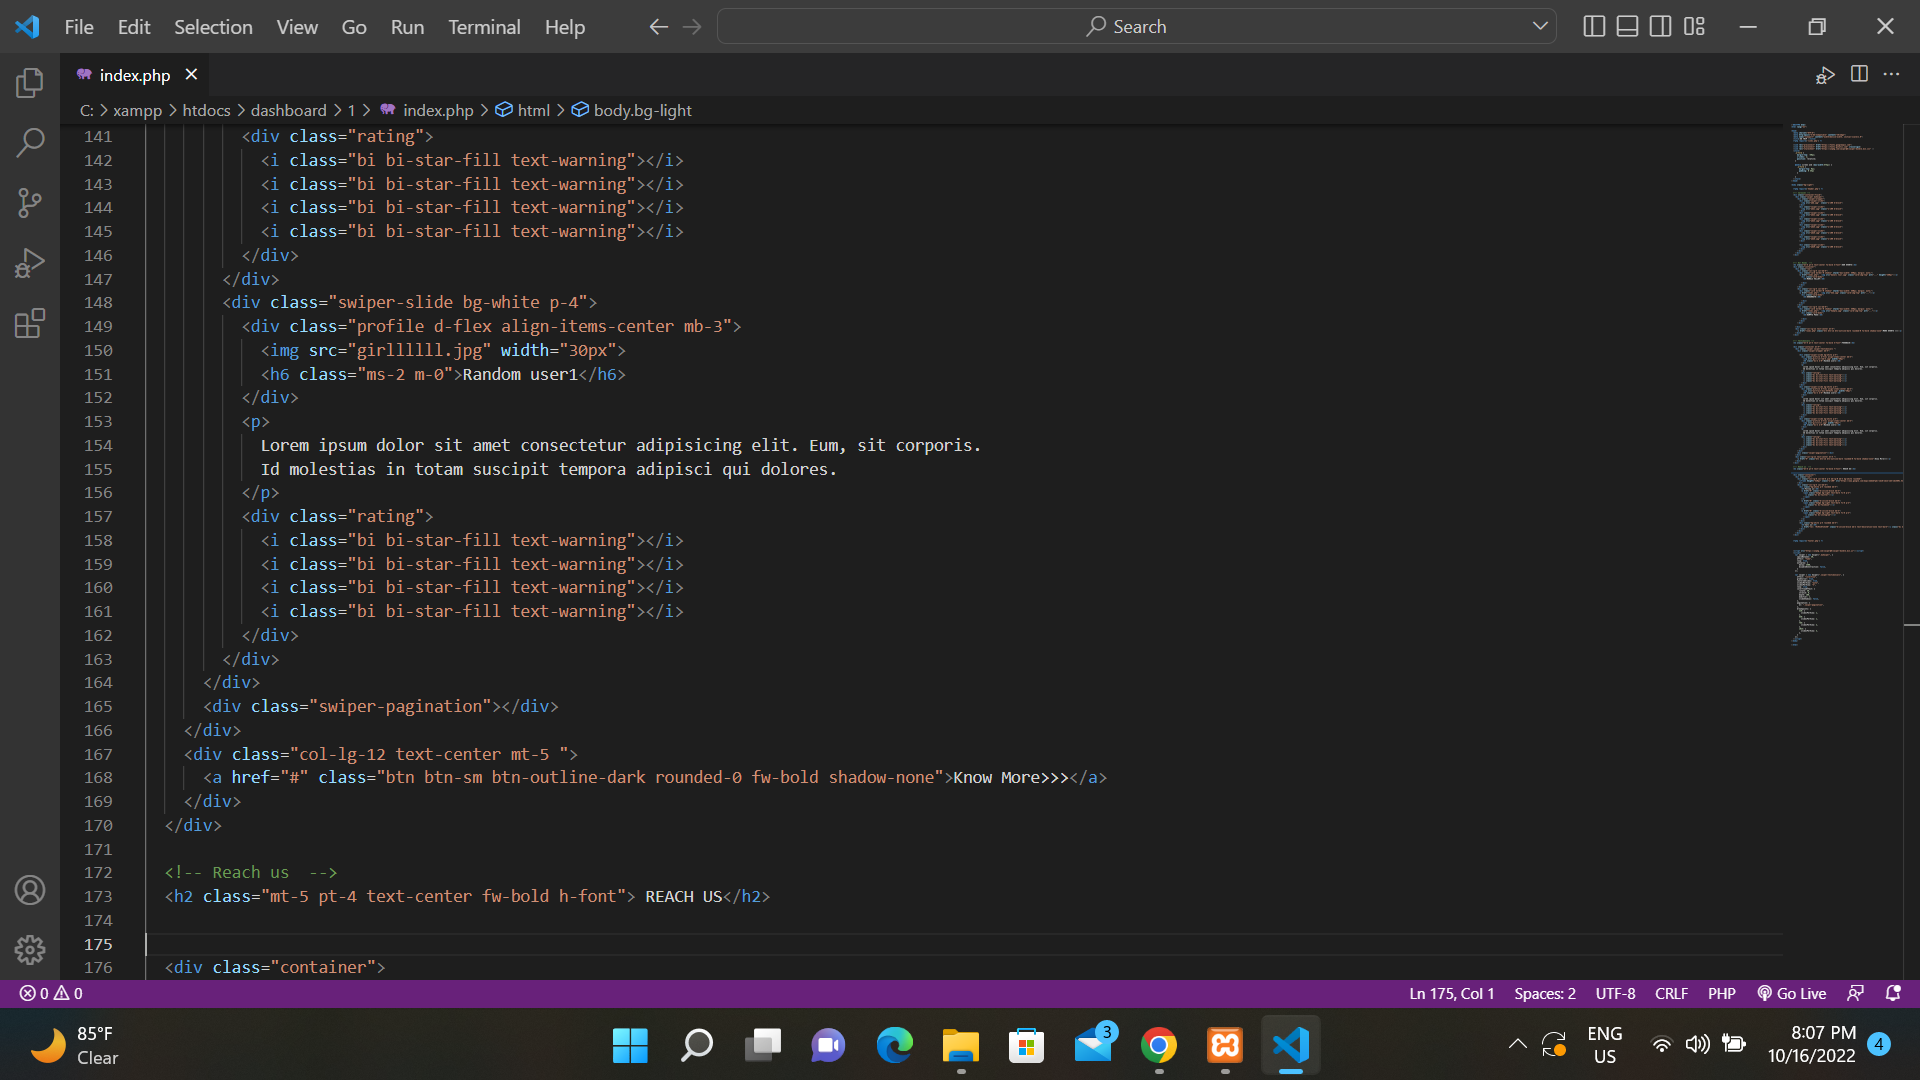 File Edit Selection View Go Run Terminal Help Search
index.php
C: > xampp > htdocs > dashboard > 1 > index.php > html > body.bg-light
141 <div class="rating">
142 <i class="bi bi-star-fill text-warning"></i>
143 <i class="bi bi-star-fill text-warning"></i>
144 <i class="bi bi-star-fill text-warning"></i>
145 <i class="bi bi-star-fill text-warning"></i>
146 </div>
147 </div>
148 <div class="swiper-slide bg-white p-4">
149 <div class="profile d-flex align-items-center mb-3">
150 <img src="girllllll.jpg" width="30px">
151 <h6 class="ms-2 m-0">Random user1</h6>
152 </div>
153 <p>
154 Lorem ipsum dolor sit amet consectetur adipisicing elit. Eum, sit corporis.
155 Id molestias in totam suscipit tempora adipisci qui dolores.
156 </p>
157 <div class="rating">
158 <i class="bi bi-star-fill text-warning"></i>
159 <i class="bi bi-star-fill text-warning"></i>
160 <i class="bi bi-star-fill text-warning"></i>
161 <i class="bi bi-star-fill text-warning"></i>
162 </div>
163 </div>
164 </div>
165 <div class="swiper-pagination"></div>
166 </div>
167 <div class="col-lg-12 text-center mt-5 ">
168 <a href="#" class="btn btn-sm btn-outline-dark rounded-0 fw-bold shadow-none">Know More>>></a>
169 </div>
170 </div>
171
172 <!-- Reach us  -->
173 <h2 class="mt-5 pt-4 text-center fw-bold h-font"> REACH US</h2>
174
175
176 <div class="container">
0 0 Ln 175, Col 1 Spaces: 2 UTF-8 CRLF PHP Go Live
85°F
Clear
3
ENG
US
8:07 PM
10/16/2022
4